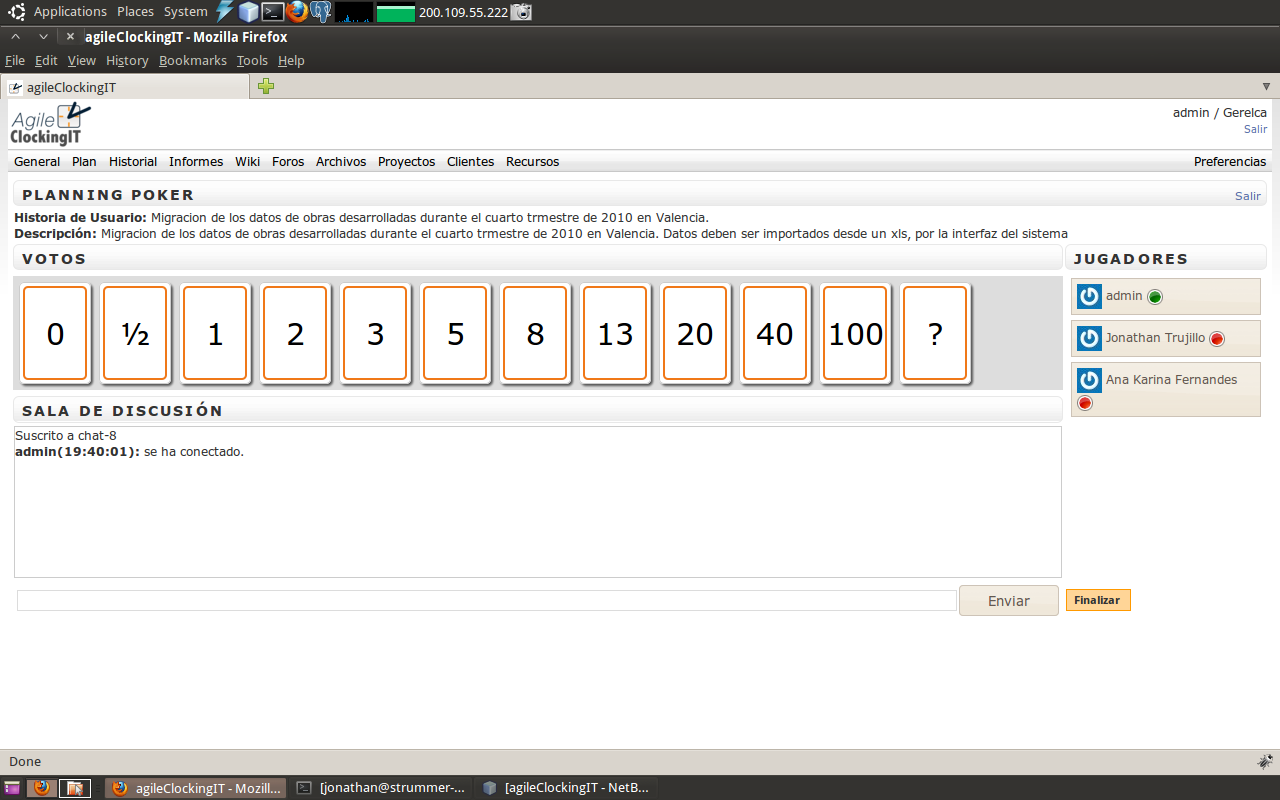 Applications Places System 200.109.55.222
agileClockingIT - Mozilla Firefox
File Edit View History Bookmarks Tools Help
agileClockingIT
Agile
ClockingIT
admin / Gerelca
Salir
General Plan Historial Informes Wiki Foros Archivos Proyectos Clientes Recursos Preferencias
PLANNING POKER Salir
Historia de Usuario: Migracion de los datos de obras desarrolladas durante el cuarto trmestre de 2010 en Valencia.
Descripción: Migracion de los datos de obras desarrolladas durante el cuarto trmestre de 2010 en Valencia. Datos deben ser importados desde un xls, por la interfaz del sistema
VOTOS
0 ½ 1 2 3 5 8 13 20 40 100 ?
JUGADORES
admin
Jonathan Trujillo
Ana Karina Fernandes
SALA DE DISCUSIÓN
Suscrito a chat-8
admin(19:40:01): se ha conectado.
Enviar Finalizar
Done
agileClockingIT - Mozill... [jonathan@strummer-... [agileClockingIT - NetB...